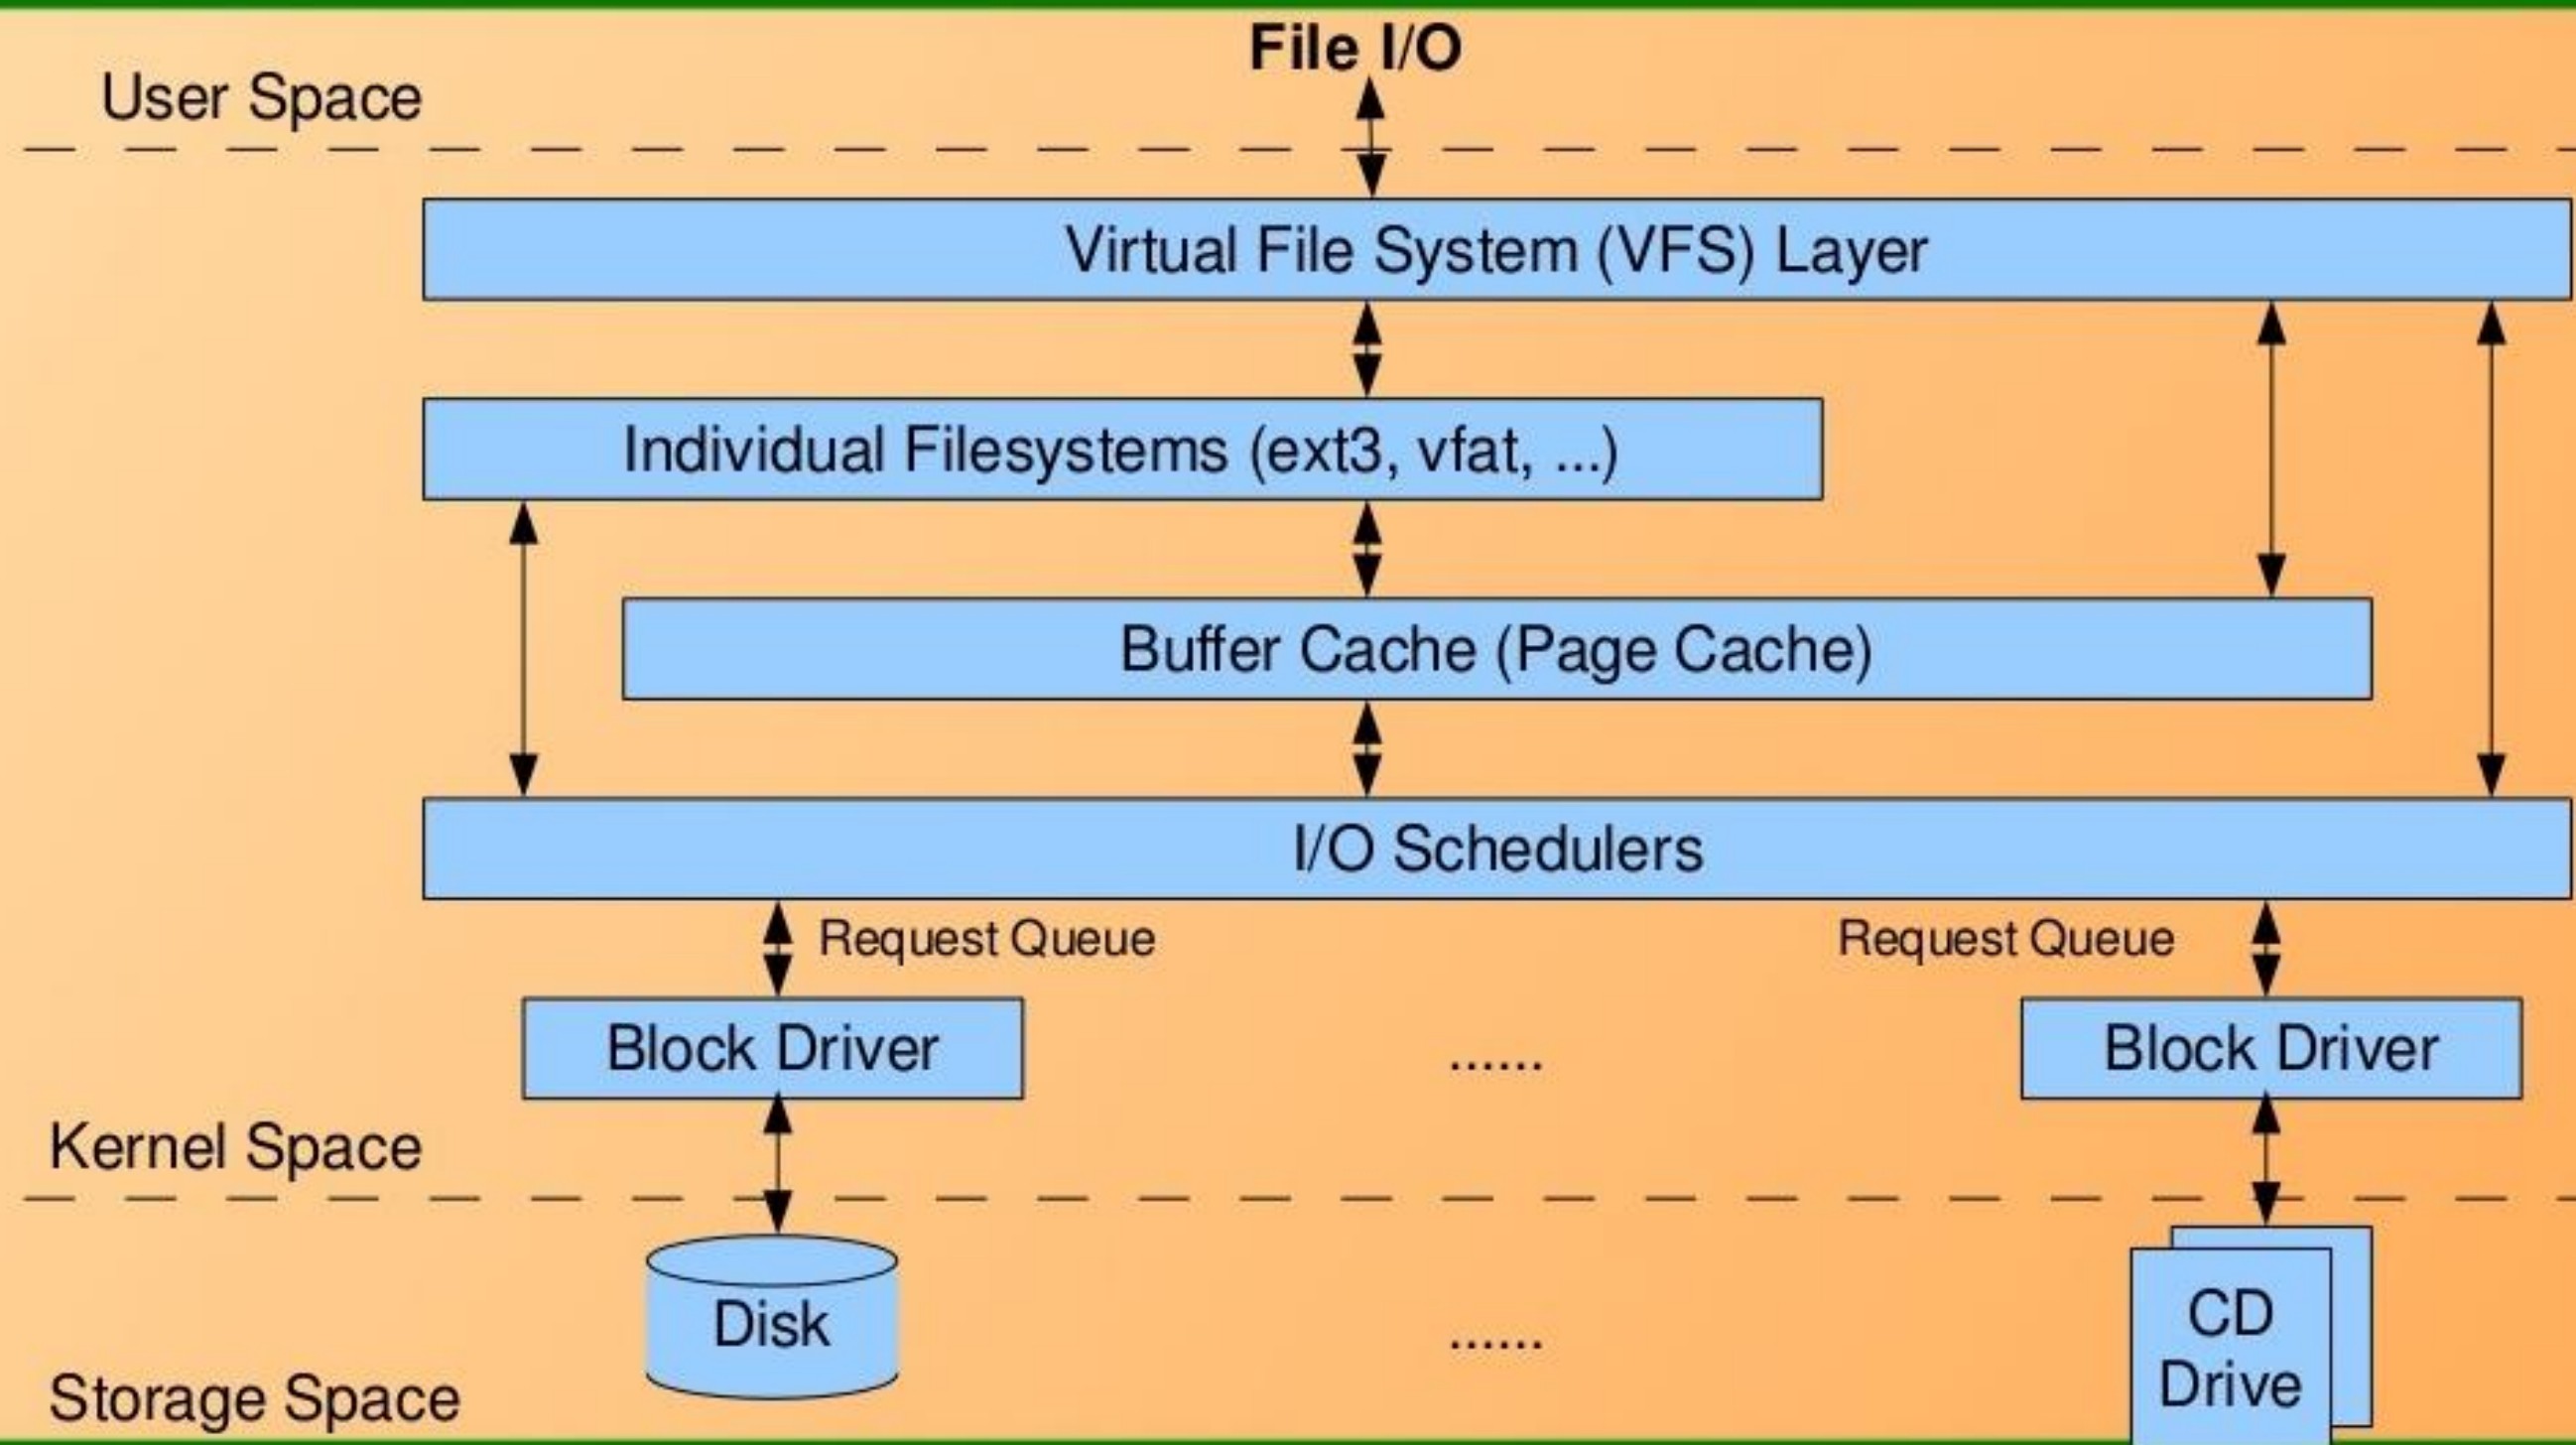 File I/O
User Space
Virtual File System (VFS) Layer
Individual Filesystems (ext3, vfat, ...)
Buffer Cache (Page Cache)
I/O Schedulers
Request Queue
Request Queue
Block Driver
......
Block Driver
Kernel Space
Disk
......
CD
Drive
Storage Space